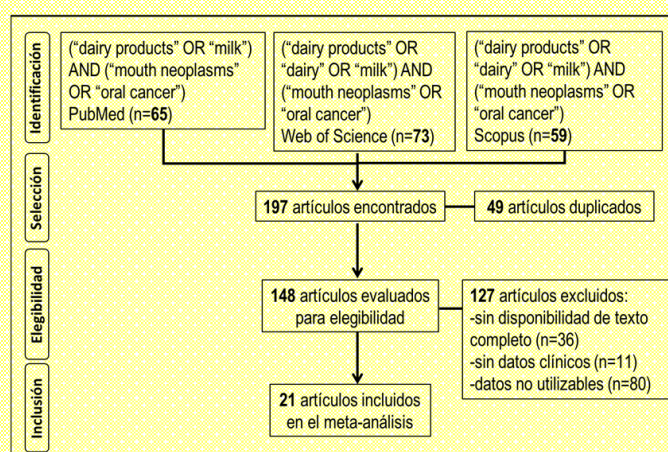 Identificación
("dairy products" OR "milk")
AND ("mouth neoplasms"
OR "oral cancer")
PubMed (n=65)
("dairy products" OR
"dairy" OR "milk") AND
("mouth neoplasms" OR
"oral cancer")
Web of Science (n=73)
("dairy products" OR
"dairy" OR "milk") AND
("mouth neoplasms" OR
"oral cancer")
Scopus (n=59)
Selección
197 artículos encontrados
49 artículos duplicados
Elegibilidad
148 artículos evaluados
para elegibilidad
127 artículos excluidos:
-sin disponibilidad de texto
completo (n=36)
-sin datos clínicos (n=11)
-datos no utilizables (n=80)
Inclusión
21 artículos incluidos
en el meta-análisis